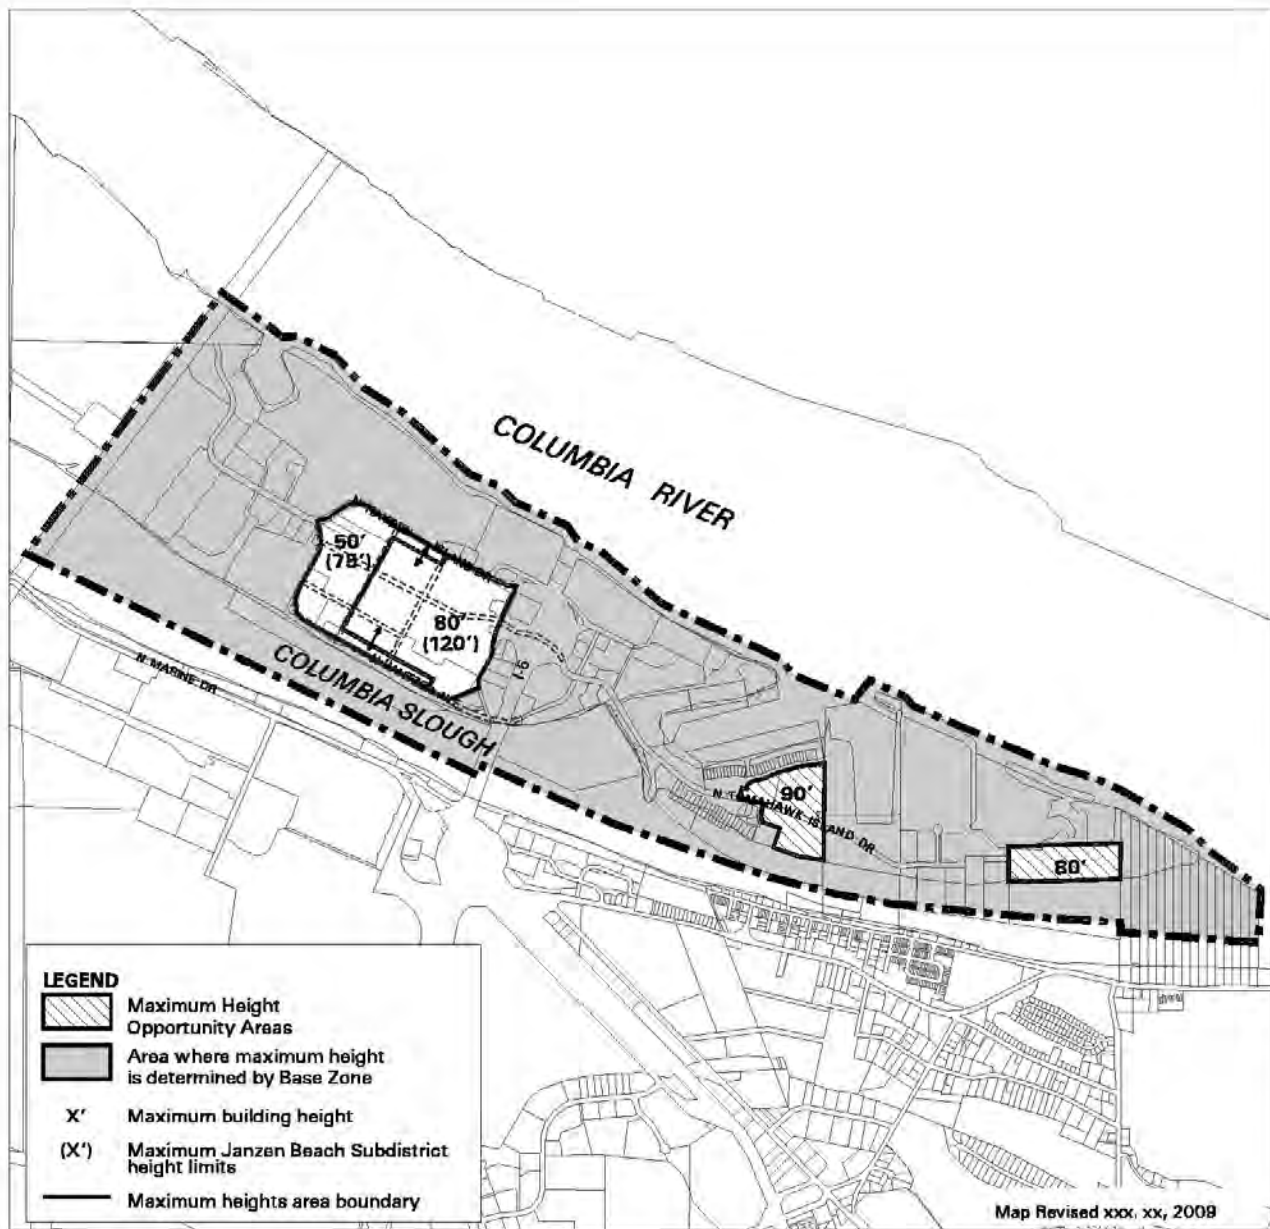 COLUMBIA RIVER
50'
(75')
80'
(120')
I-5
N MARINE DR
COLUMBIA SLOUGH
90'
N TOMAHAWK ISLAND DR
80'
LEGEND
Maximum Height
Opportunity Areas
Area where maximum height
is determined by Base Zone
X' Maximum building height
(X') Maximum Janzen Beach Subdistrict
height limits
Maximum heights area boundary
Map Revised xxx, xx, 2009